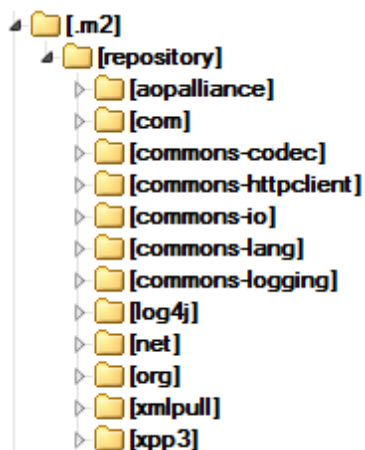 [.m2]
[repository]
[aopalliance]
[com]
[commons-codec]
[commons-httpclient]
[commons-io]
[commons-lang]
[commons-logging]
[log4j]
[net]
[org]
[xmlpull]
[xpp3]